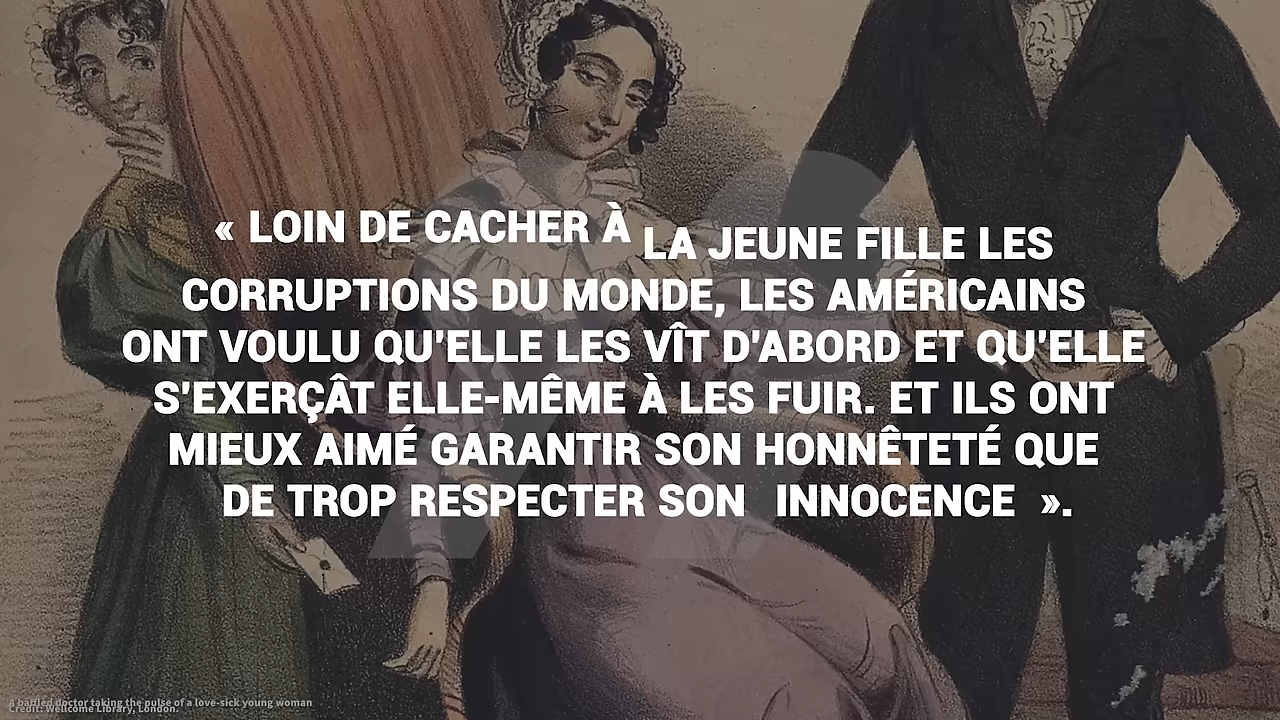 « LOIN DE CACHER À LA JEUNE FILLE LES
CORRUPTIONS DU MONDE, LES AMÉRICAINS
ONT VOULU QU'ELLE LES VÎT D'ABORD ET QU'ELLE
S'EXERÇÂT ELLE-MÊME À LES FUIR. ET ILS ONT
MIEUX AIMÉ GARANTIR SON HONNÊTETÉ QUE
DE TROP RESPECTER SON INNOCENCE ».
A baffled doctor taking the pulse of a love-sick young woman
Credit: Wellcome Library, London.